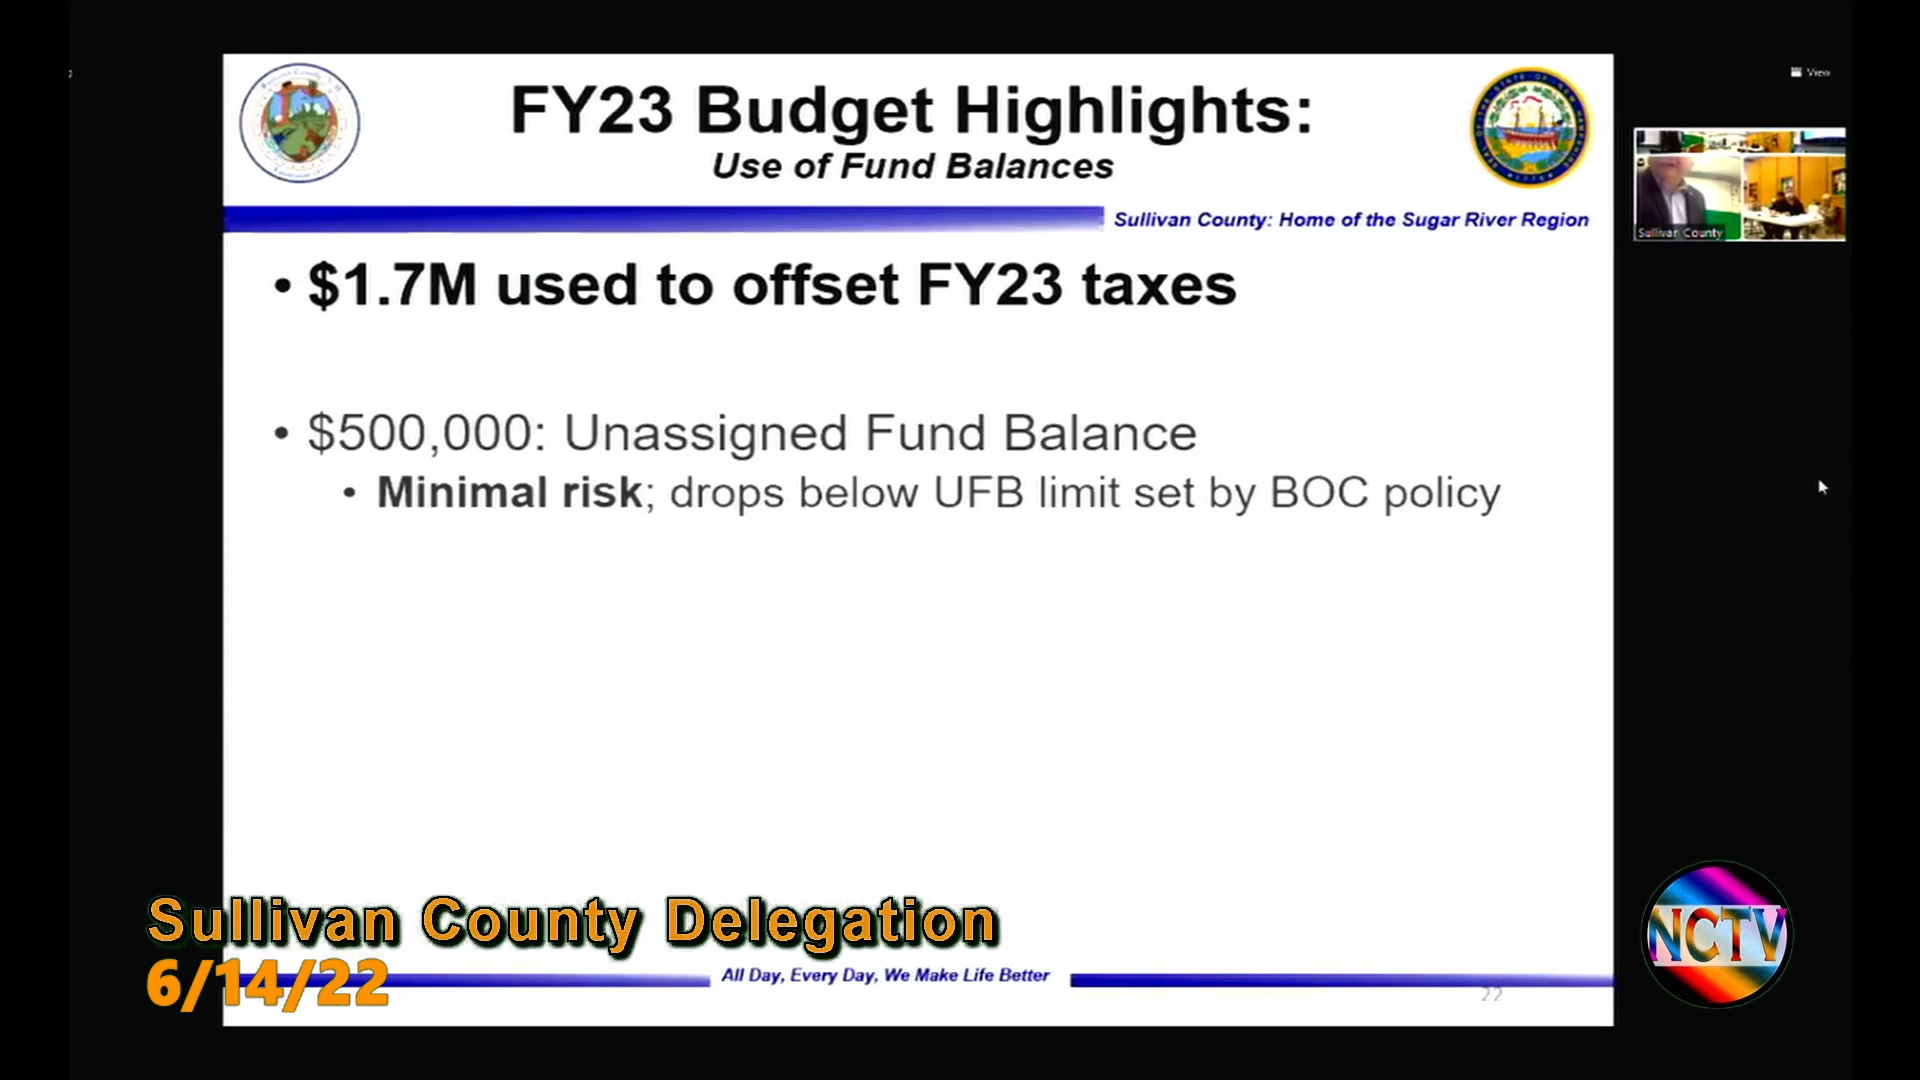 FY23 Budget Highlights:
Use of Fund Balances
View
Sullivan County: Home of the Sugar River Region
Sullivan County
• $1.7M used to offset FY23 taxes
• $500,000: Unassigned Fund Balance
• Minimal risk; drops below UFB limit set by BOC policy
Sullivan County Delegation
6/14/22
All Day, Every Day, We Make Life Better
22
NCTV